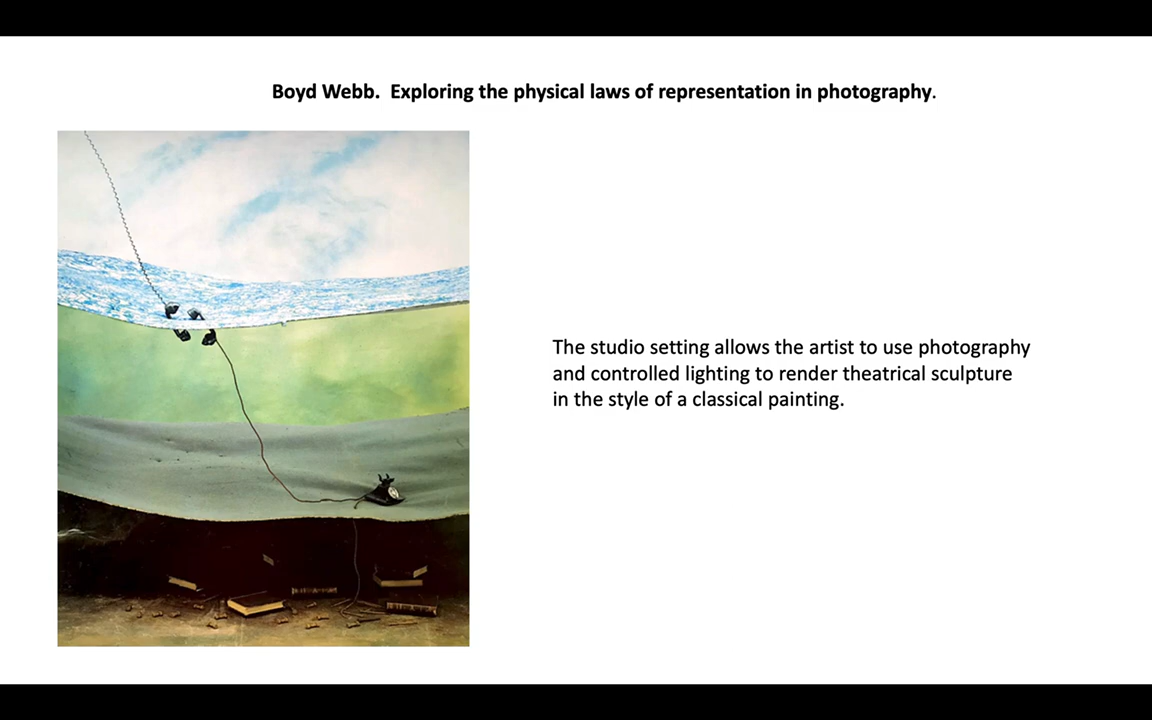 Boyd Webb.  Exploring the physical laws of representation in photography.
The studio setting allows the artist to use photography
and controlled lighting to render theatrical sculpture
in the style of a classical painting.